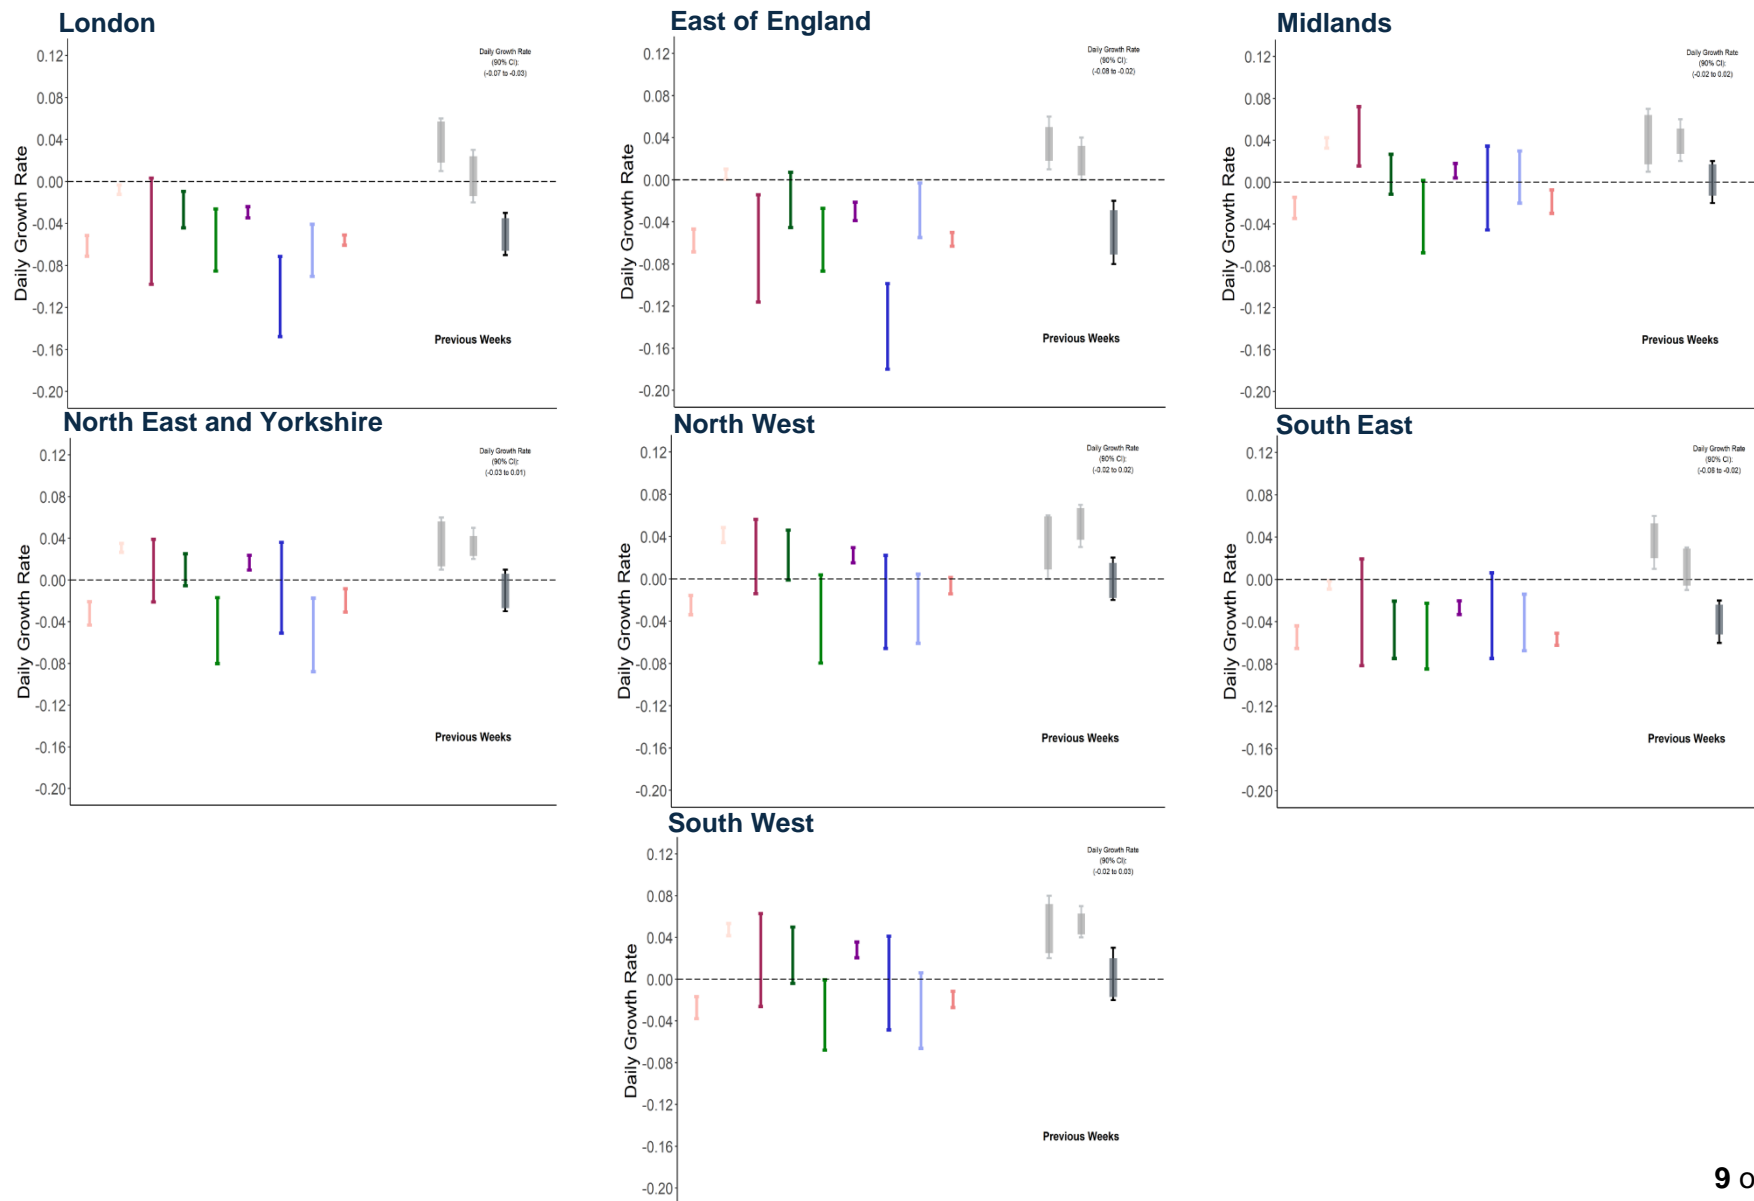 London
Daily Growth Rate
(90% CI):
(-0.07 to -0.03)
0.12
0.08
0.04
0.00
-0.04
-0.08
-0.12
-0.16
-0.20
Daily Growth Rate
Previous Weeks
East of England
Daily Growth Rate
(90% CI):
(-0.08 to -0.02)
0.12
0.08
0.04
0.00
-0.04
-0.08
-0.12
-0.16
-0.20
Daily Growth Rate
Previous Weeks
Midlands
Daily Growth Rate
(90% CI):
(-0.02 to 0.02)
0.12
0.08
0.04
0.00
-0.04
-0.08
-0.12
-0.16
-0.20
Daily Growth Rate
Previous Weeks
North East and Yorkshire
Daily Growth Rate
(90% CI):
(-0.03 to 0.01)
0.12
0.08
0.04
0.00
-0.04
-0.08
-0.12
-0.16
-0.20
Daily Growth Rate
Previous Weeks
North West
Daily Growth Rate
(90% CI):
(-0.02 to 0.02)
0.12
0.08
0.04
0.00
-0.04
-0.08
-0.12
-0.16
-0.20
Daily Growth Rate
Previous Weeks
South East
Daily Growth Rate
(90% CI):
(-0.06 to -0.02)
0.12
0.08
0.04
0.00
-0.04
-0.08
-0.12
-0.16
-0.20
Daily Growth Rate
Previous Weeks
South West
Daily Growth Rate
(90% CI):
(-0.02 to 0.03)
0.12
0.08
0.04
0.00
-0.04
-0.08
-0.12
-0.16
-0.20
Daily Growth Rate
Previous Weeks
9 o